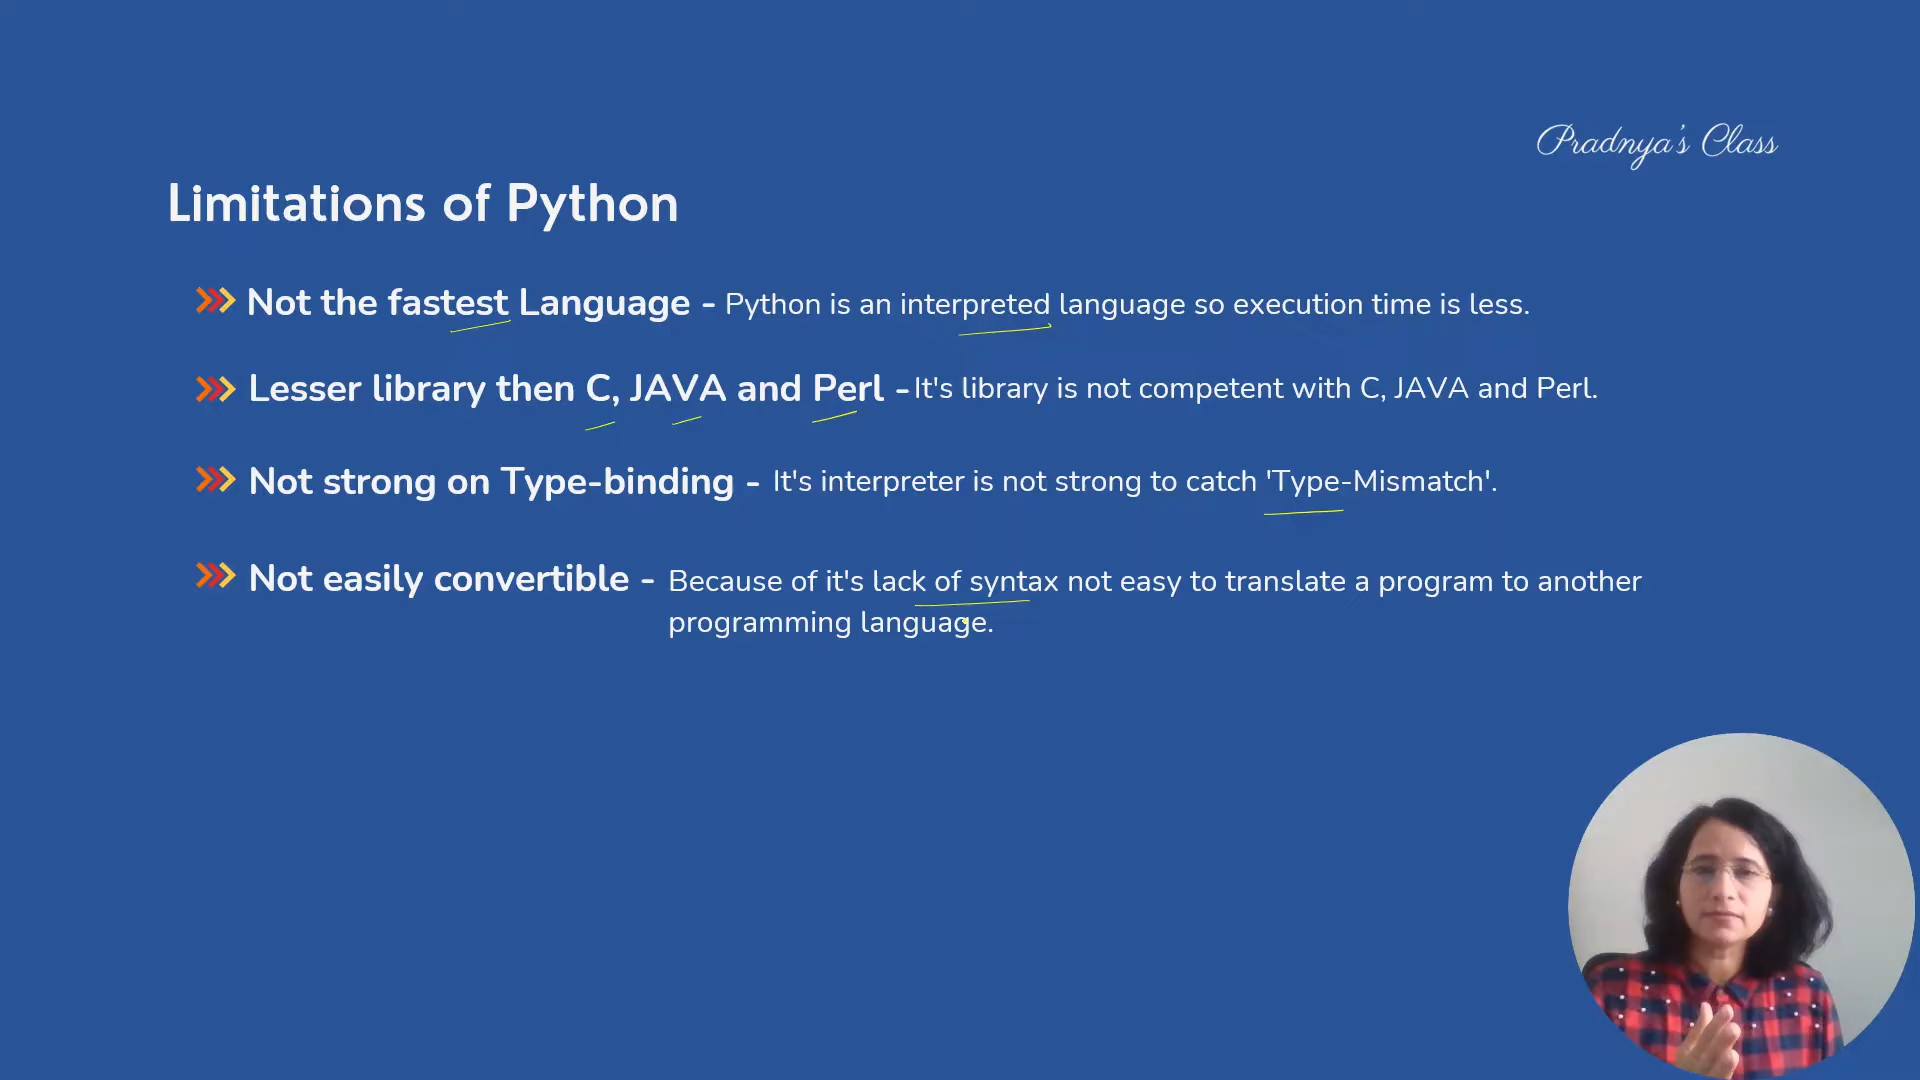 Pradnya's Class
Limitations of Python
Not the fastest Language - Python is an interpreted language so execution time is less.
Lesser library then C, JAVA and Perl - It's library is not competent with C, JAVA and Perl.
Not strong on Type-binding - It's interpreter is not strong to catch 'Type-Mismatch'.
Not easily convertible - Because of it's lack of syntax not easy to translate a program to another
programming language.